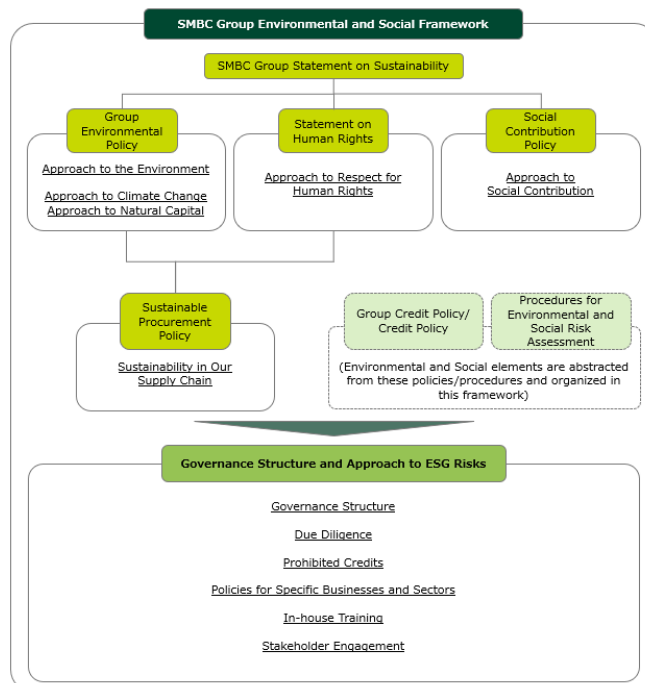 SMBC Group Environmental and Social Framework
SMBC Group Statement on Sustainability
Group
Environmental
Policy
Approach to the Environment
Approach to Climate Change
Approach to Natural Capital
Statement on
Human Rights
Approach to Respect for
Human Rights
Social
Contribution
Policy
Approach to
Social Contribution
Sustainable
Procurement
Policy
Sustainability in Our
Supply Chain
Group Credit Policy/
Credit Policy
Procedures for
Environmental and
Social Risk
Assessment
(Environmental and Social elements are abstracted
from these policies/procedures and organized in
this framework)
Governance Structure and Approach to ESG Risks
Governance Structure
Due Diligence
Prohibited Credits
Policies for Specific Businesses and Sectors
In-house Training
Stakeholder Engagement